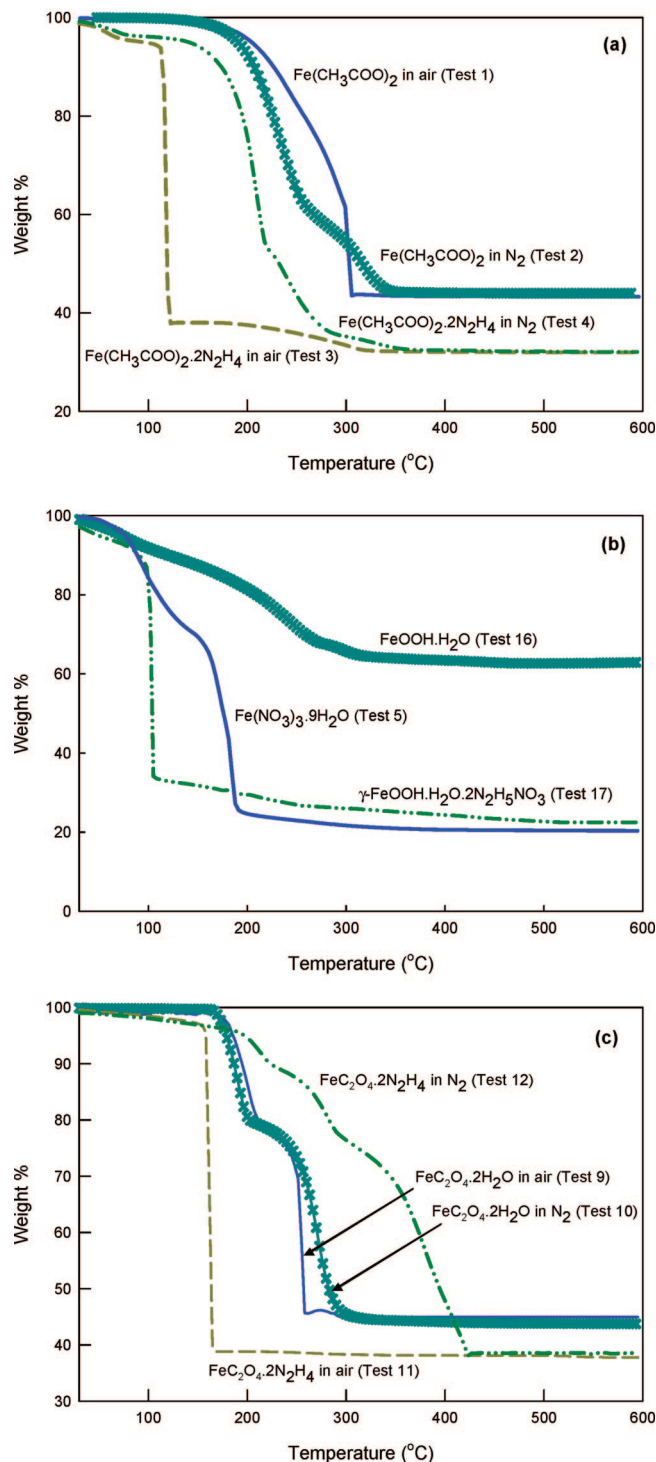 100
(a)
Fe(CH3COO)2 in air (Test 1)
80
Weight %
60
Fe(CH3COO)2 in N2 (Test 2)
40
Fe(CH3COO)2.2N2H4 in N2 (Test 4)
Fe(CH3COO)2.2N2H4 in air (Test 3)
20
100 200 300 400 500 600
Temperature (°C)
100
(b)
80
FeOOH.H2O (Test 16)
Weight %
60
Fe(NO3)3.9H2O (Test 5)
40
γ-FeOOH.H2O.2N2H5NO3 (Test 17)
20
0
100 200 300 400 500 600
Temperature (°C)
100
(c)
90
FeC2O4.2N2H4 in N2 (Test 12)
80
Weight %
70
FeC2O4.2H2O in air (Test 9)
FeC2O4.2H2O in N2 (Test 10)
60
50
40
FeC2O4.2N2H4 in air (Test 11)
30
100 200 300 400 500 600
Temperature (°C)